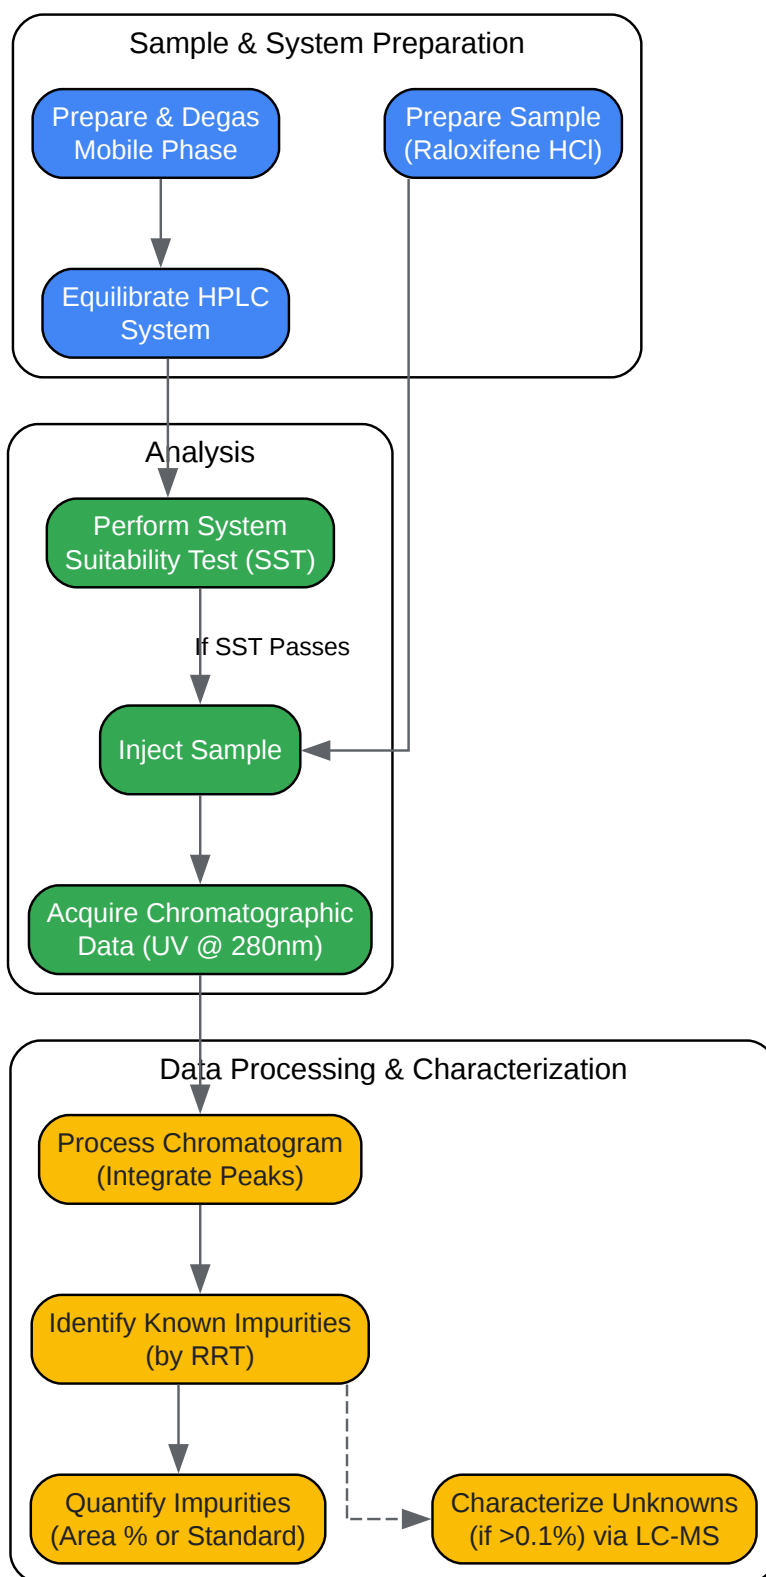 Sample & System Preparation
Prepare & Degas
Mobile Phase
Prepare Sample
(Raloxifene HCl)
Equilibrate HPLC
System
Analysis
Perform System
Suitability Test (SST)
If SST Passes
Inject Sample
Acquire Chromatographic
Data (UV @ 280nm)
Data Processing & Characterization
Process Chromatogram
(Integrate Peaks)
Identify Known Impurities
(by RRT)
Quantify Impurities
(Area % or Standard)
Characterize Unknowns
(if >0.1%) via LC-MS